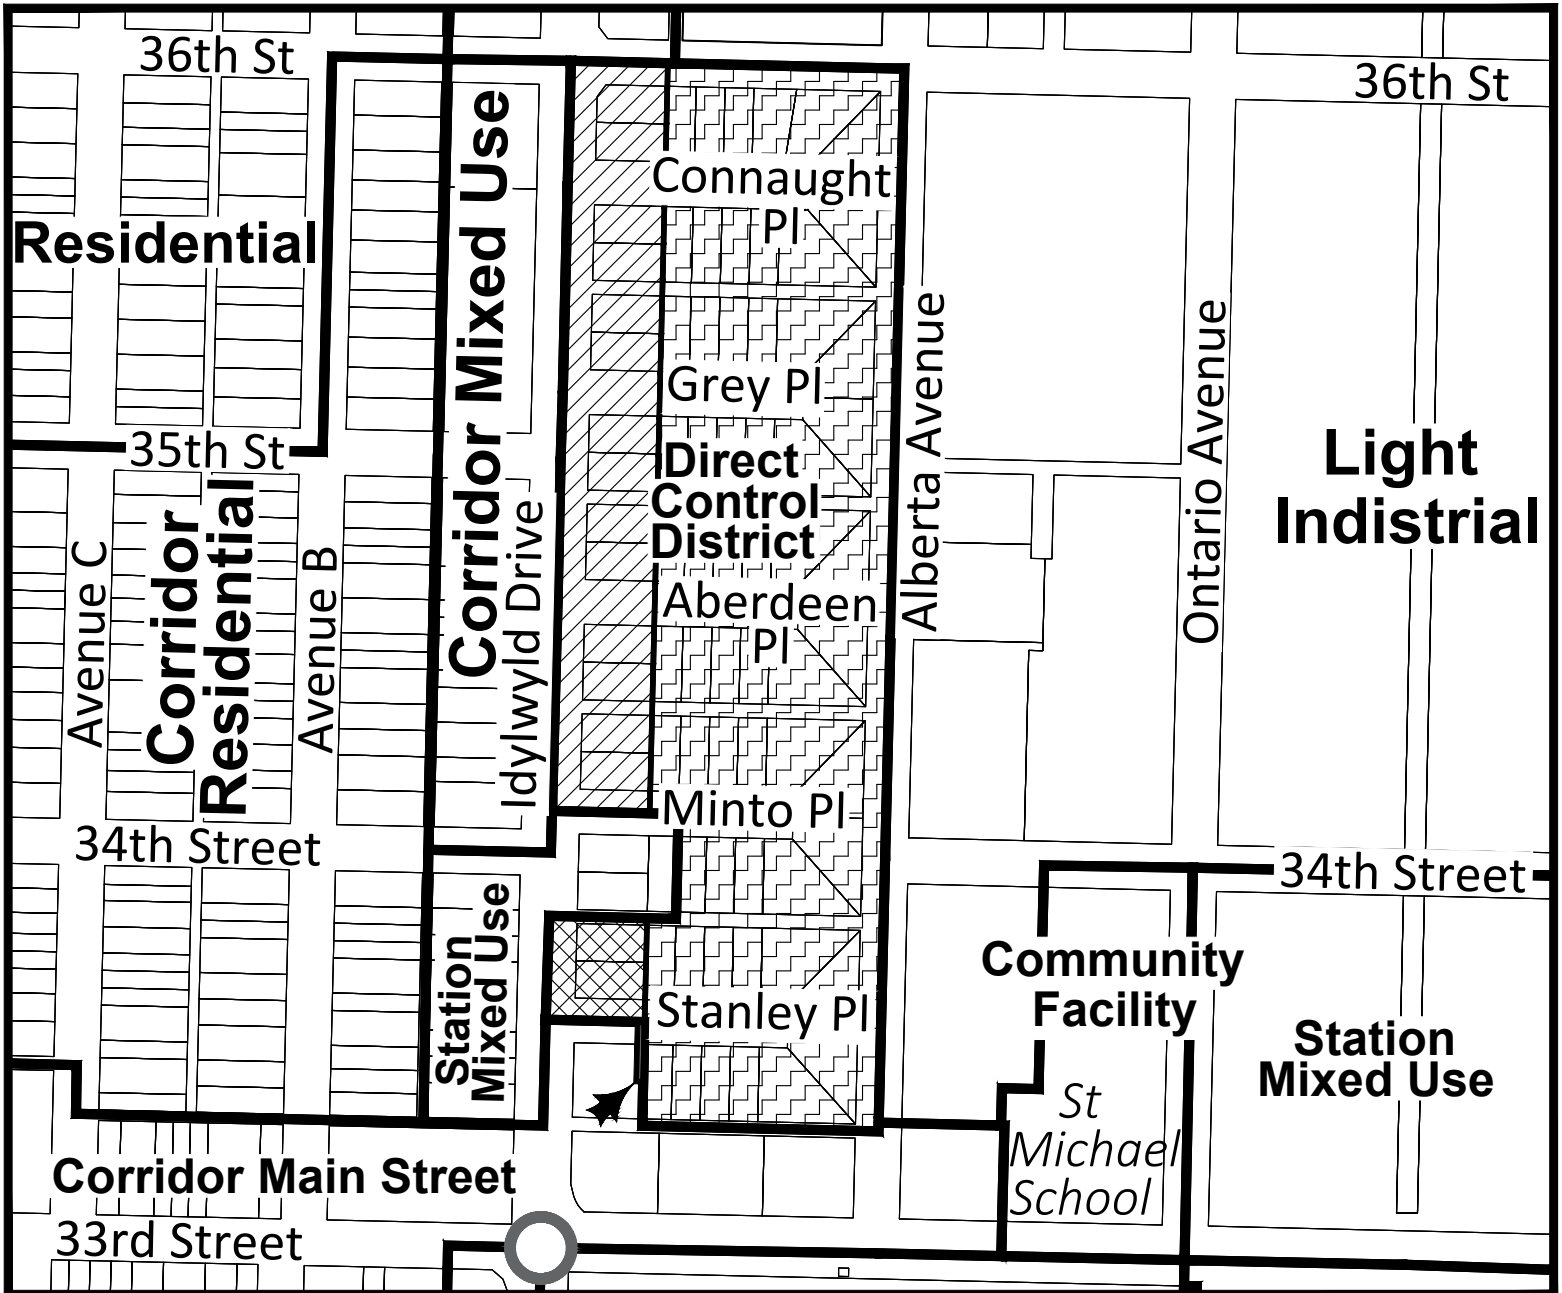 36th St
36th St
Corridor Mixed Use
Connaught
Pl
Residential
Grey Pl
Alberta Avenue
Ontario Avenue
35th St
Direct
Control
District
Light
Indistrial
Avenue C
Corridor
Residential
Avenue B
Idylwyld Drive
Aberdeen
Pl
Minto Pl
34th Street
34th Street
Station
Mixed Use
Stanley Pl
Community
Facility
Station
Mixed Use
St
Michael
School
Corridor Main Street
33rd Street